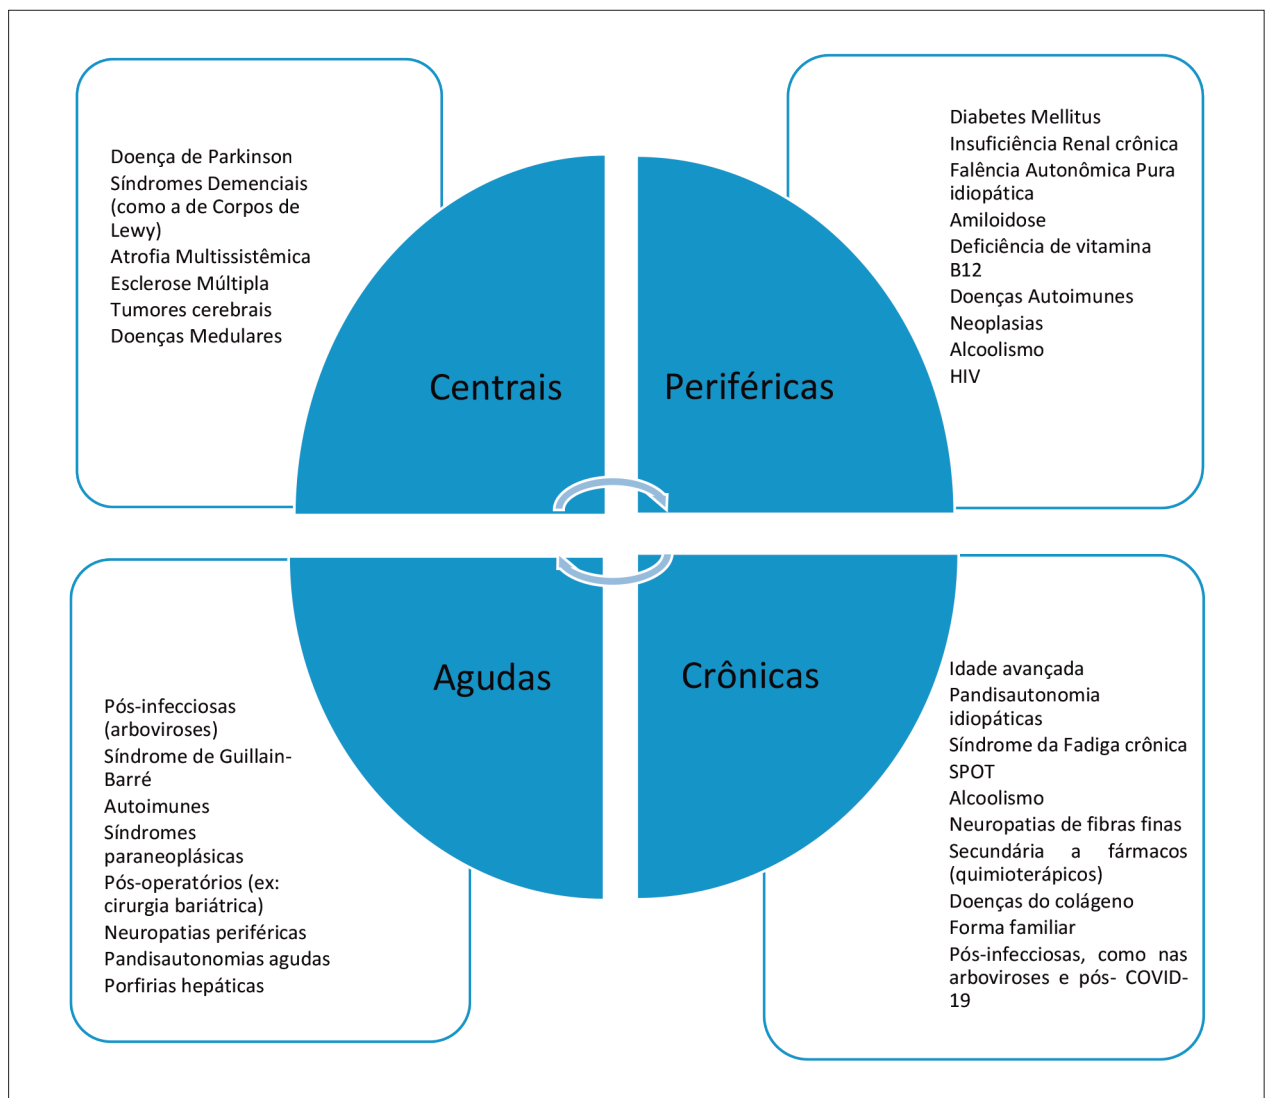 Doença de Parkinson
Síndromes Demenciais
(como a de Corpos de
Lewy)
Atrofia Multissistêmica
Esclerose Múltipla
Tumores cerebrais
Doenças Medulares
Centrais
Diabetes Mellitus
Insuficiência Renal crônica
Falência Autonômica Pura
idiopática
Amiloidose
Deficiência de vitamina
B12
Doenças Autoimunes
Neoplasias
Alcoolismo
HIV
Periféricas
Pós-infecciosas
(arboviroses)
Síndrome de Guillain-
Barré
Autoimunes
Síndromes
paraneoplásicas
Pós-operatórios (ex:
cirurgia bariátrica)
Neuropatias periféricas
Pandisautonomias agudas
Porfirias hepáticas
Agudas
Crônicas
Idade avançada
Pandisautonomia
idiopáticas
Síndrome da Fadiga crônica
SPOT
Alcoolismo
Neuropatias de fibras finas
Secundária a fármacos
(quimioterápicos)
Doenças do colágeno
Forma familiar
Pós-infecciosas, como nas
arboviroses e pós- COVID-
19